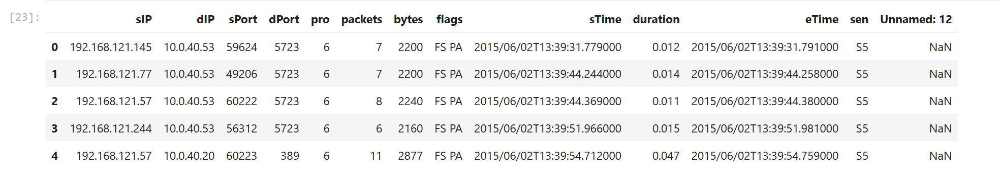 [23]:
sIP dIP sPort dPort pro packets bytes flags sTime duration eTime sen Unnamed: 12
0 192.168.121.145 10.0.40.53 59624 5723 6 7 2200 FS PA 2015/06/02T13:39:31.779000 0.012 2015/06/02T13:39:31.791000 S5 NaN
1 192.168.121.77 10.0.40.53 49206 5723 6 7 2200 FS PA 2015/06/02T13:39:44.244000 0.014 2015/06/02T13:39:44.258000 S5 NaN
2 192.168.121.57 10.0.40.53 60222 5723 6 8 2240 FS PA 2015/06/02T13:39:44.369000 0.011 2015/06/02T13:39:44.380000 S5 NaN
3 192.168.121.244 10.0.40.53 56312 5723 6 6 2160 FS PA 2015/06/02T13:39:51.966000 0.015 2015/06/02T13:39:51.981000 S5 NaN
4 192.168.121.57 10.0.40.20 60223 389 6 11 2877 FS PA 2015/06/02T13:39:54.712000 0.047 2015/06/02T13:39:54.759000 S5 NaN